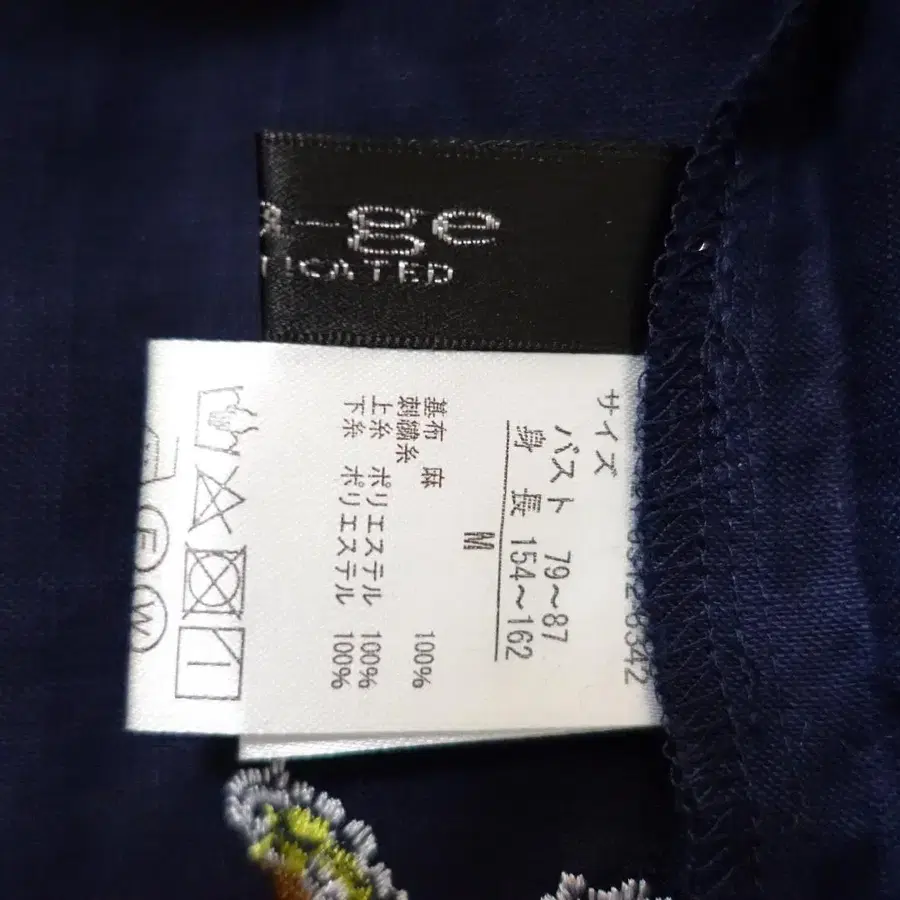 -ge
CATED
サイズ
バスト 79～87
身 長 154～162
M
基布 麻 100%
刺繍糸
上糸 ポリエステル 100%
下糸 ポリエステル 100%
F W